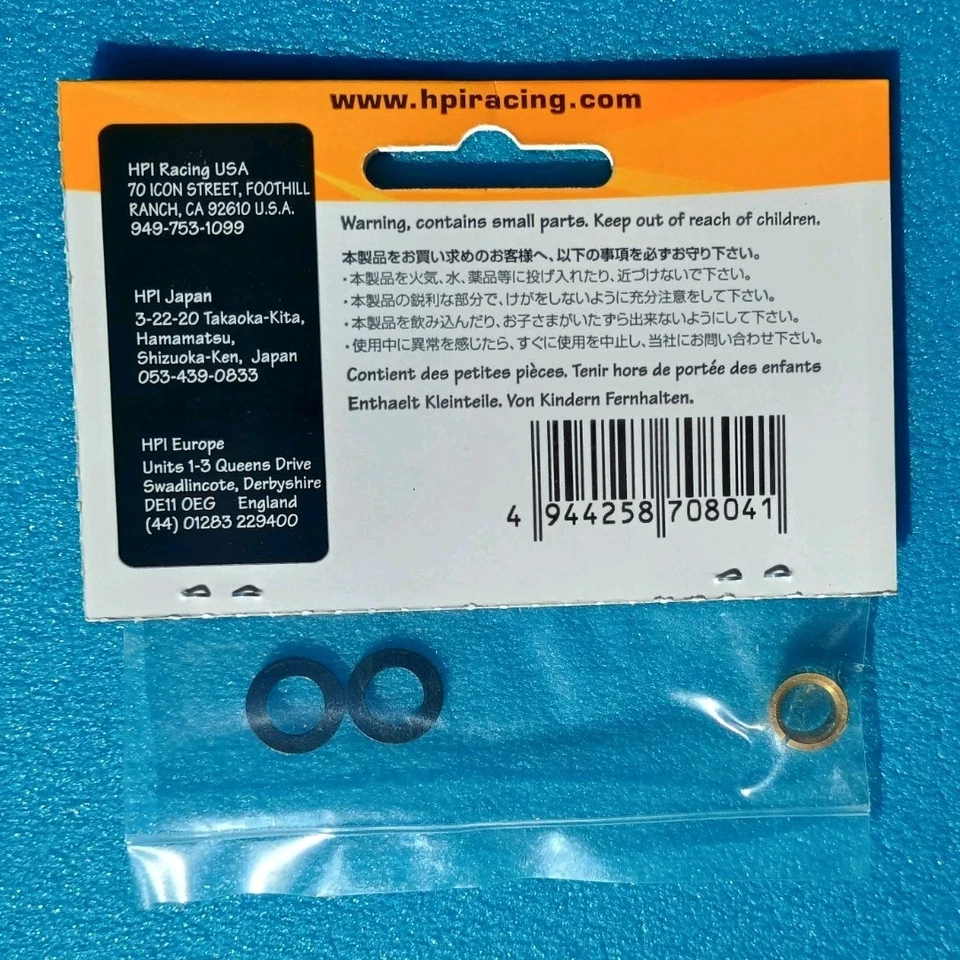 www.hpiracing.com
HPI Racing USA
70 ICON STREET, FOOTHILL
RANCH, CA 92610 U.S.A.
949-753-1099
HPI Japan
3-22-20 Takaoka-Kita,
Hamamatsu,
Shizuoka-Ken, Japan
053-439-0833
HPI Europe
Units 1-3 Queens Drive
Swadlincote, Derbyshire
DE11 OEG England
(44) 01283 229400
Warning, contains small parts. Keep out of reach of children.
本製品をお買い求めのお客様へ、以下の事項を必ずお守り下さい。
・本製品を火気、水、薬品等に投げ入れたり、近づけないで下さい。
・本製品の鋭利な部分で、けがをしないように充分注意をして下さい。
・本製品を飲み込んだり、お子さまがいたずら出来ないようにして下さい。
・使用中に異常を感じたら、すぐに使用を中止し、当社にお問い合わせ下さい。
Contient des petites pièces. Tenir hors de portée des enfants
Enthaelt Kleinteile. Von Kindern Fernhalten.
4 944258 708041